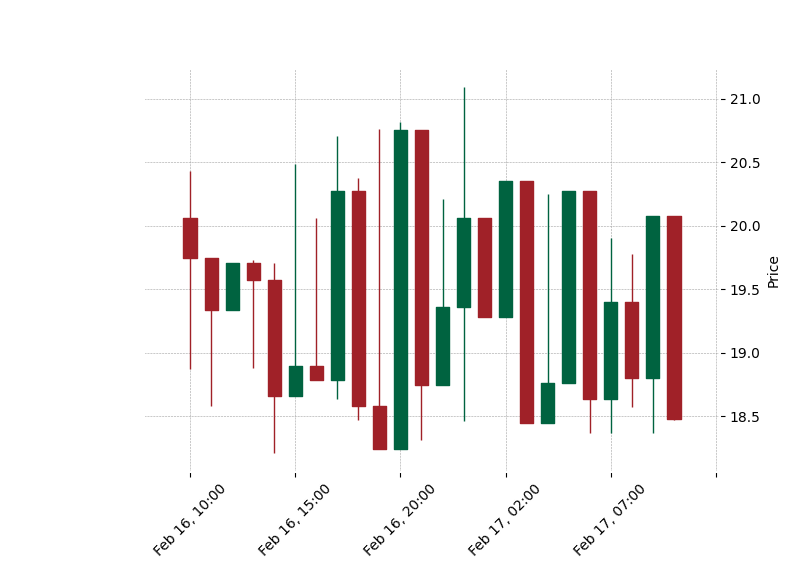 21.0
20.5
20.0
19.5
19.0
18.5
Price
Feb 16, 10:00
Feb 16, 15:00
Feb 16, 20:00
Feb 17, 02:00
Feb 17, 07:00